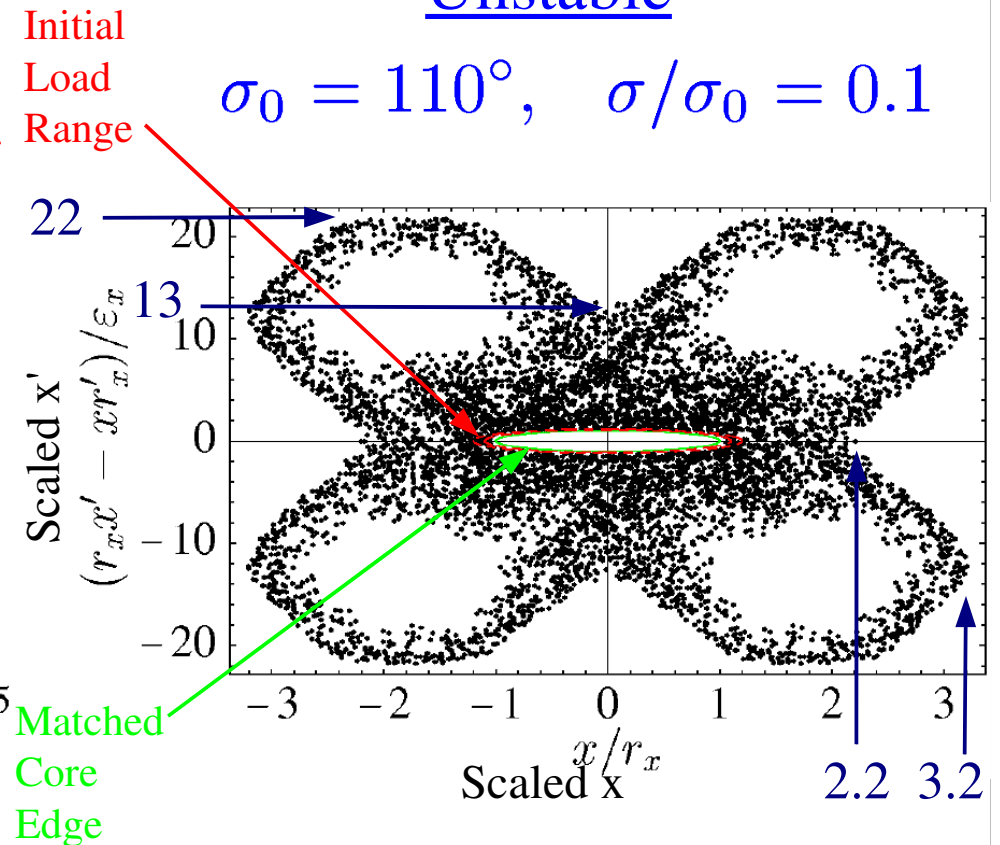 Unstable
σ₀ = 110°, σ/σ₀ = 0.1
Initial
Load
Range
22
13
20
10
0
−10
−20
Scaled x'
(rₓx′ − xr′ₓ)/εₓ
−3 −2 −1 0 1 2 3
x/rₓ
Scaled x
2.2 3.2
5
Matched
Core
Edge